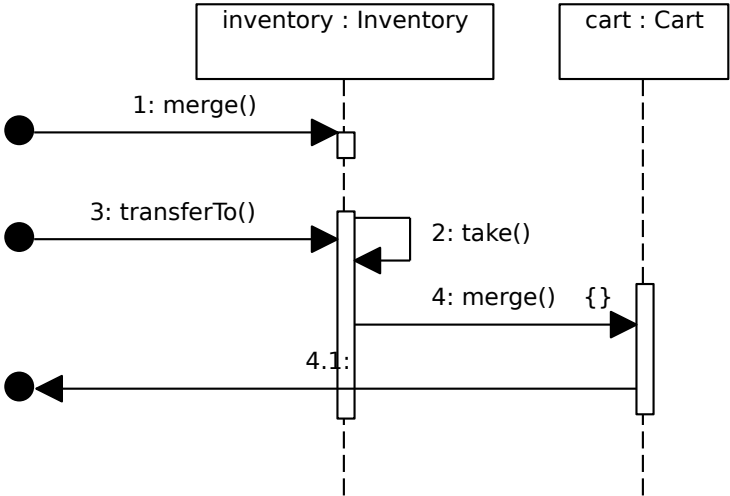 inventory : Inventory
cart : Cart
1: merge()
3: transferTo()
2: take()
4: merge() {}
4.1: